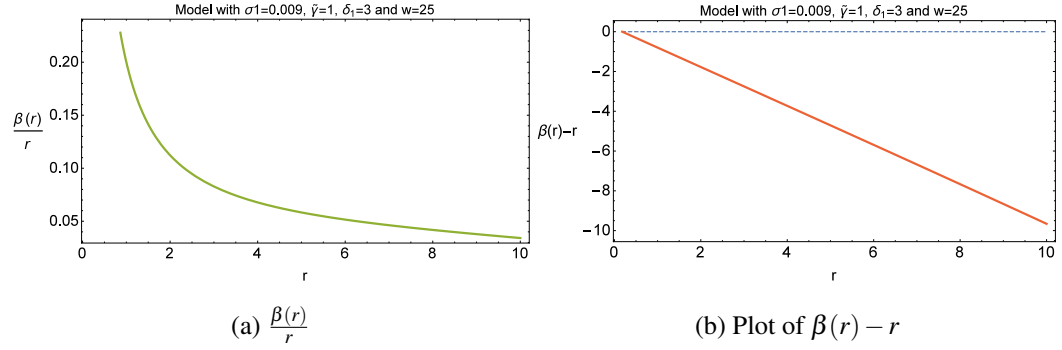 Model with σ1=0.009, γ̃=1, δ₁=3 and w=25
0.20
0.15
0.10
0.05
β(r)
r
0 2 4 6 8 10
r
(a) β(r)/r
Model with σ1=0.009, γ̃=1, δ₁=3 and w=25
0
-2
-4
-6
-8
-10
β(r)-r
0 2 4 6 8 10
r
(b) Plot of β(r) − r